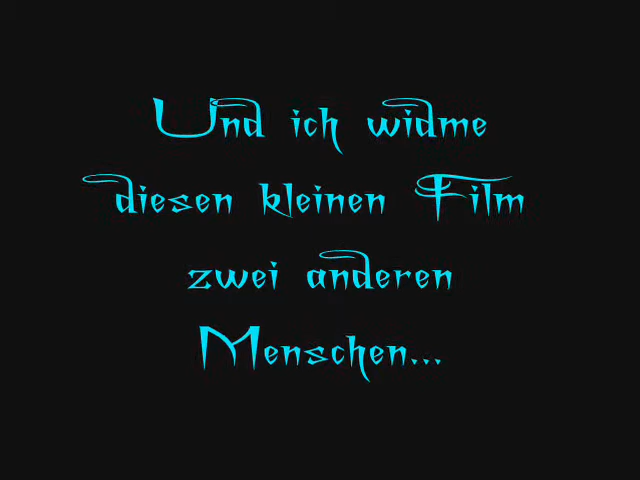 Und ich widme
diesen kleinen Film
zwei anderen
Menschen...